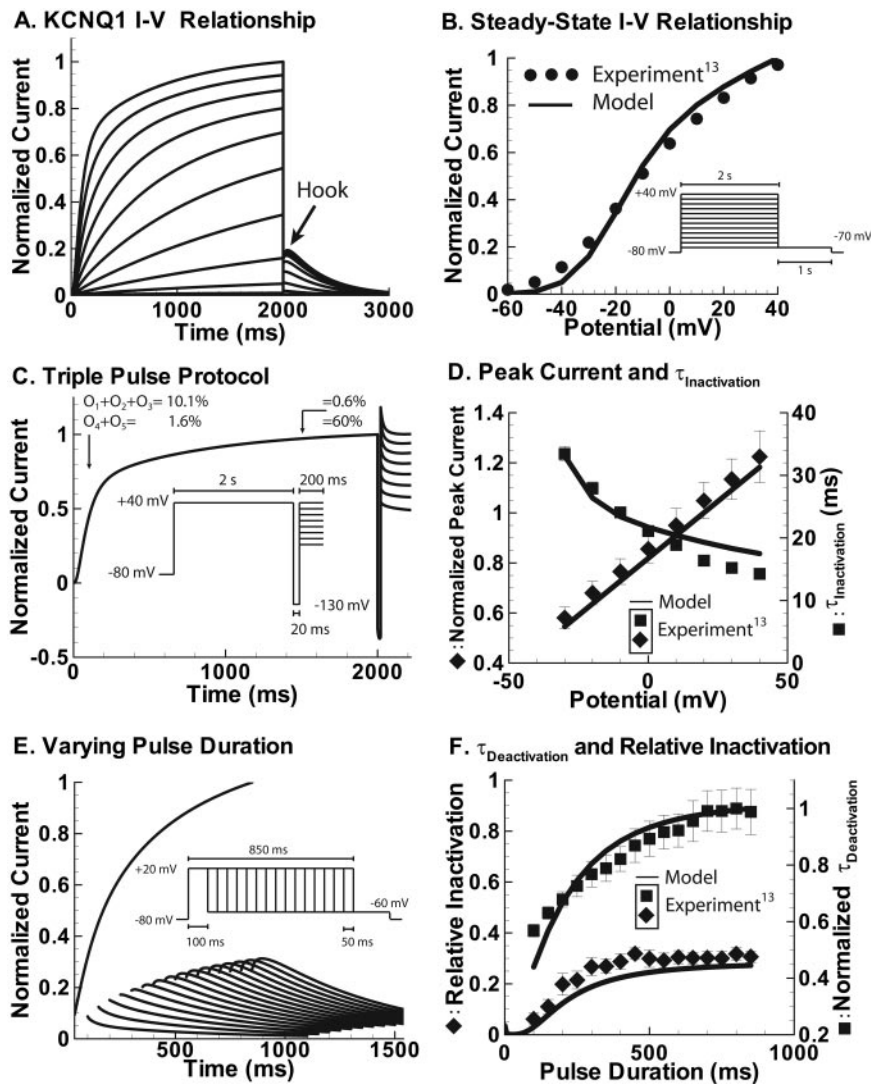 A. KCNQ1 I-V Relationship
Normalized Current
1
0.8
0.6
0.4
0.2
0
Hook
0 1000 2000 3000
Time (ms)
B. Steady-State I-V Relationship
Normalized Current
1
0.8
0.6
0.4
0.2
0
Experiment13
Model
2 s
+40 mV
-80 mV
-70 mV
1 s
-60 -40 -20 0 20 40
Potential (mV)
C. Triple Pulse Protocol
Normalized Current
1
0.5
0
-0.5
O1+O2+O3= 10.1%
O4+O5= 1.6%
=0.6%
=60%
2 s
200 ms
+40 mV
-80 mV
-130 mV
20 ms
0 1000 2000
Time (ms)
D. Peak Current and τInactivation
:Normalized Peak Current
1.4
1.2
1
0.8
0.6
0.4
40
30
20
10
0
: τInactivation (ms)
Model
Experiment13
-50 0 50
Potential (mV)
E. Varying Pulse Duration
Normalized Current
1
0.8
0.6
0.4
0.2
0
850 ms
+20 mV
-80 mV
-60 mV
100 ms
50 ms
500 1000 1500
Time (ms)
F. τDeactivation and Relative Inactivation
: Relative Inactivation
1
0.8
0.6
0.4
0.2
0
1
0.8
0.6
0.4
0.2
:Normalized τDeactivation
Model
Experiment13
0 500 1000
Pulse Duration (ms)